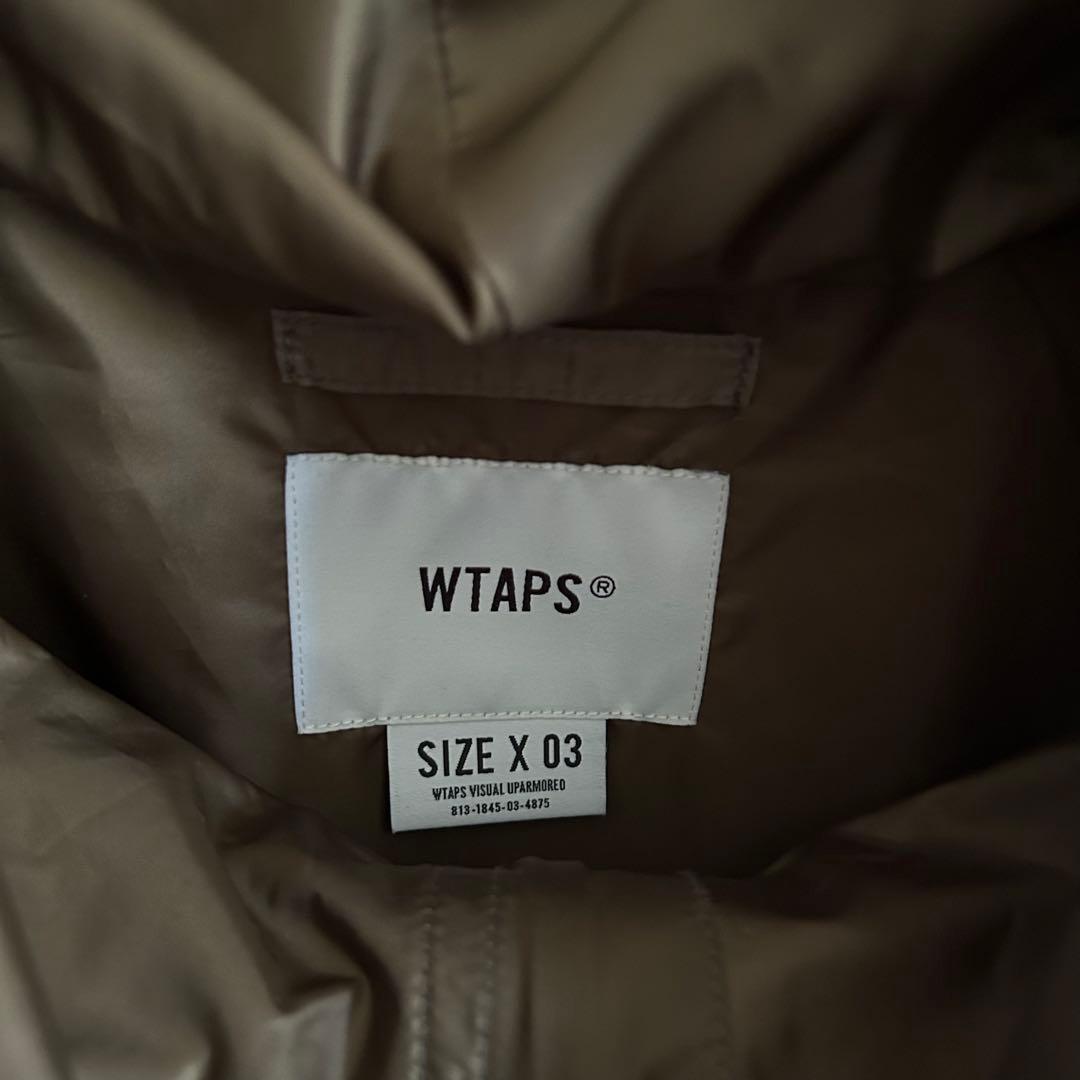 WTAPS®
SIZE X 03
WTAPS VISUAL UPARMORED
813-1845-03-4875